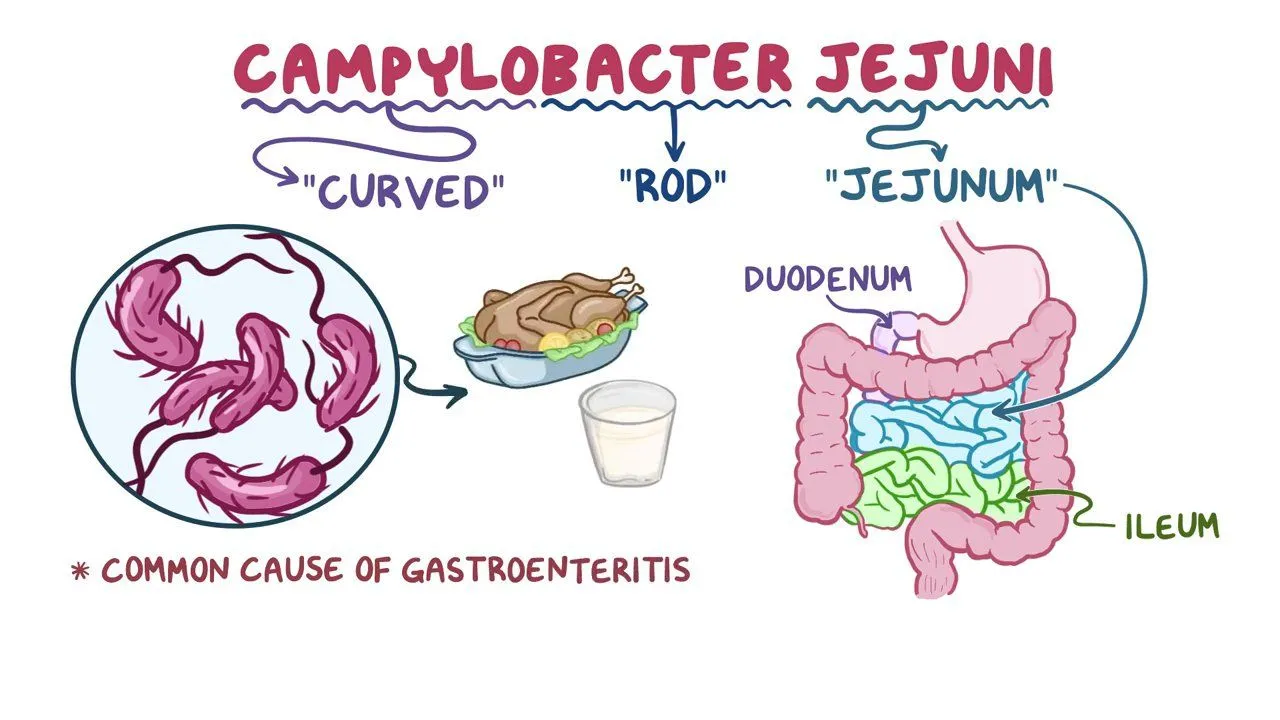 CAMPYLOBACTER JEJUNI
"CURVED" "ROD" "JEJUNUM"
DUODENUM
ILEUM
* COMMON CAUSE OF GASTROENTERITIS